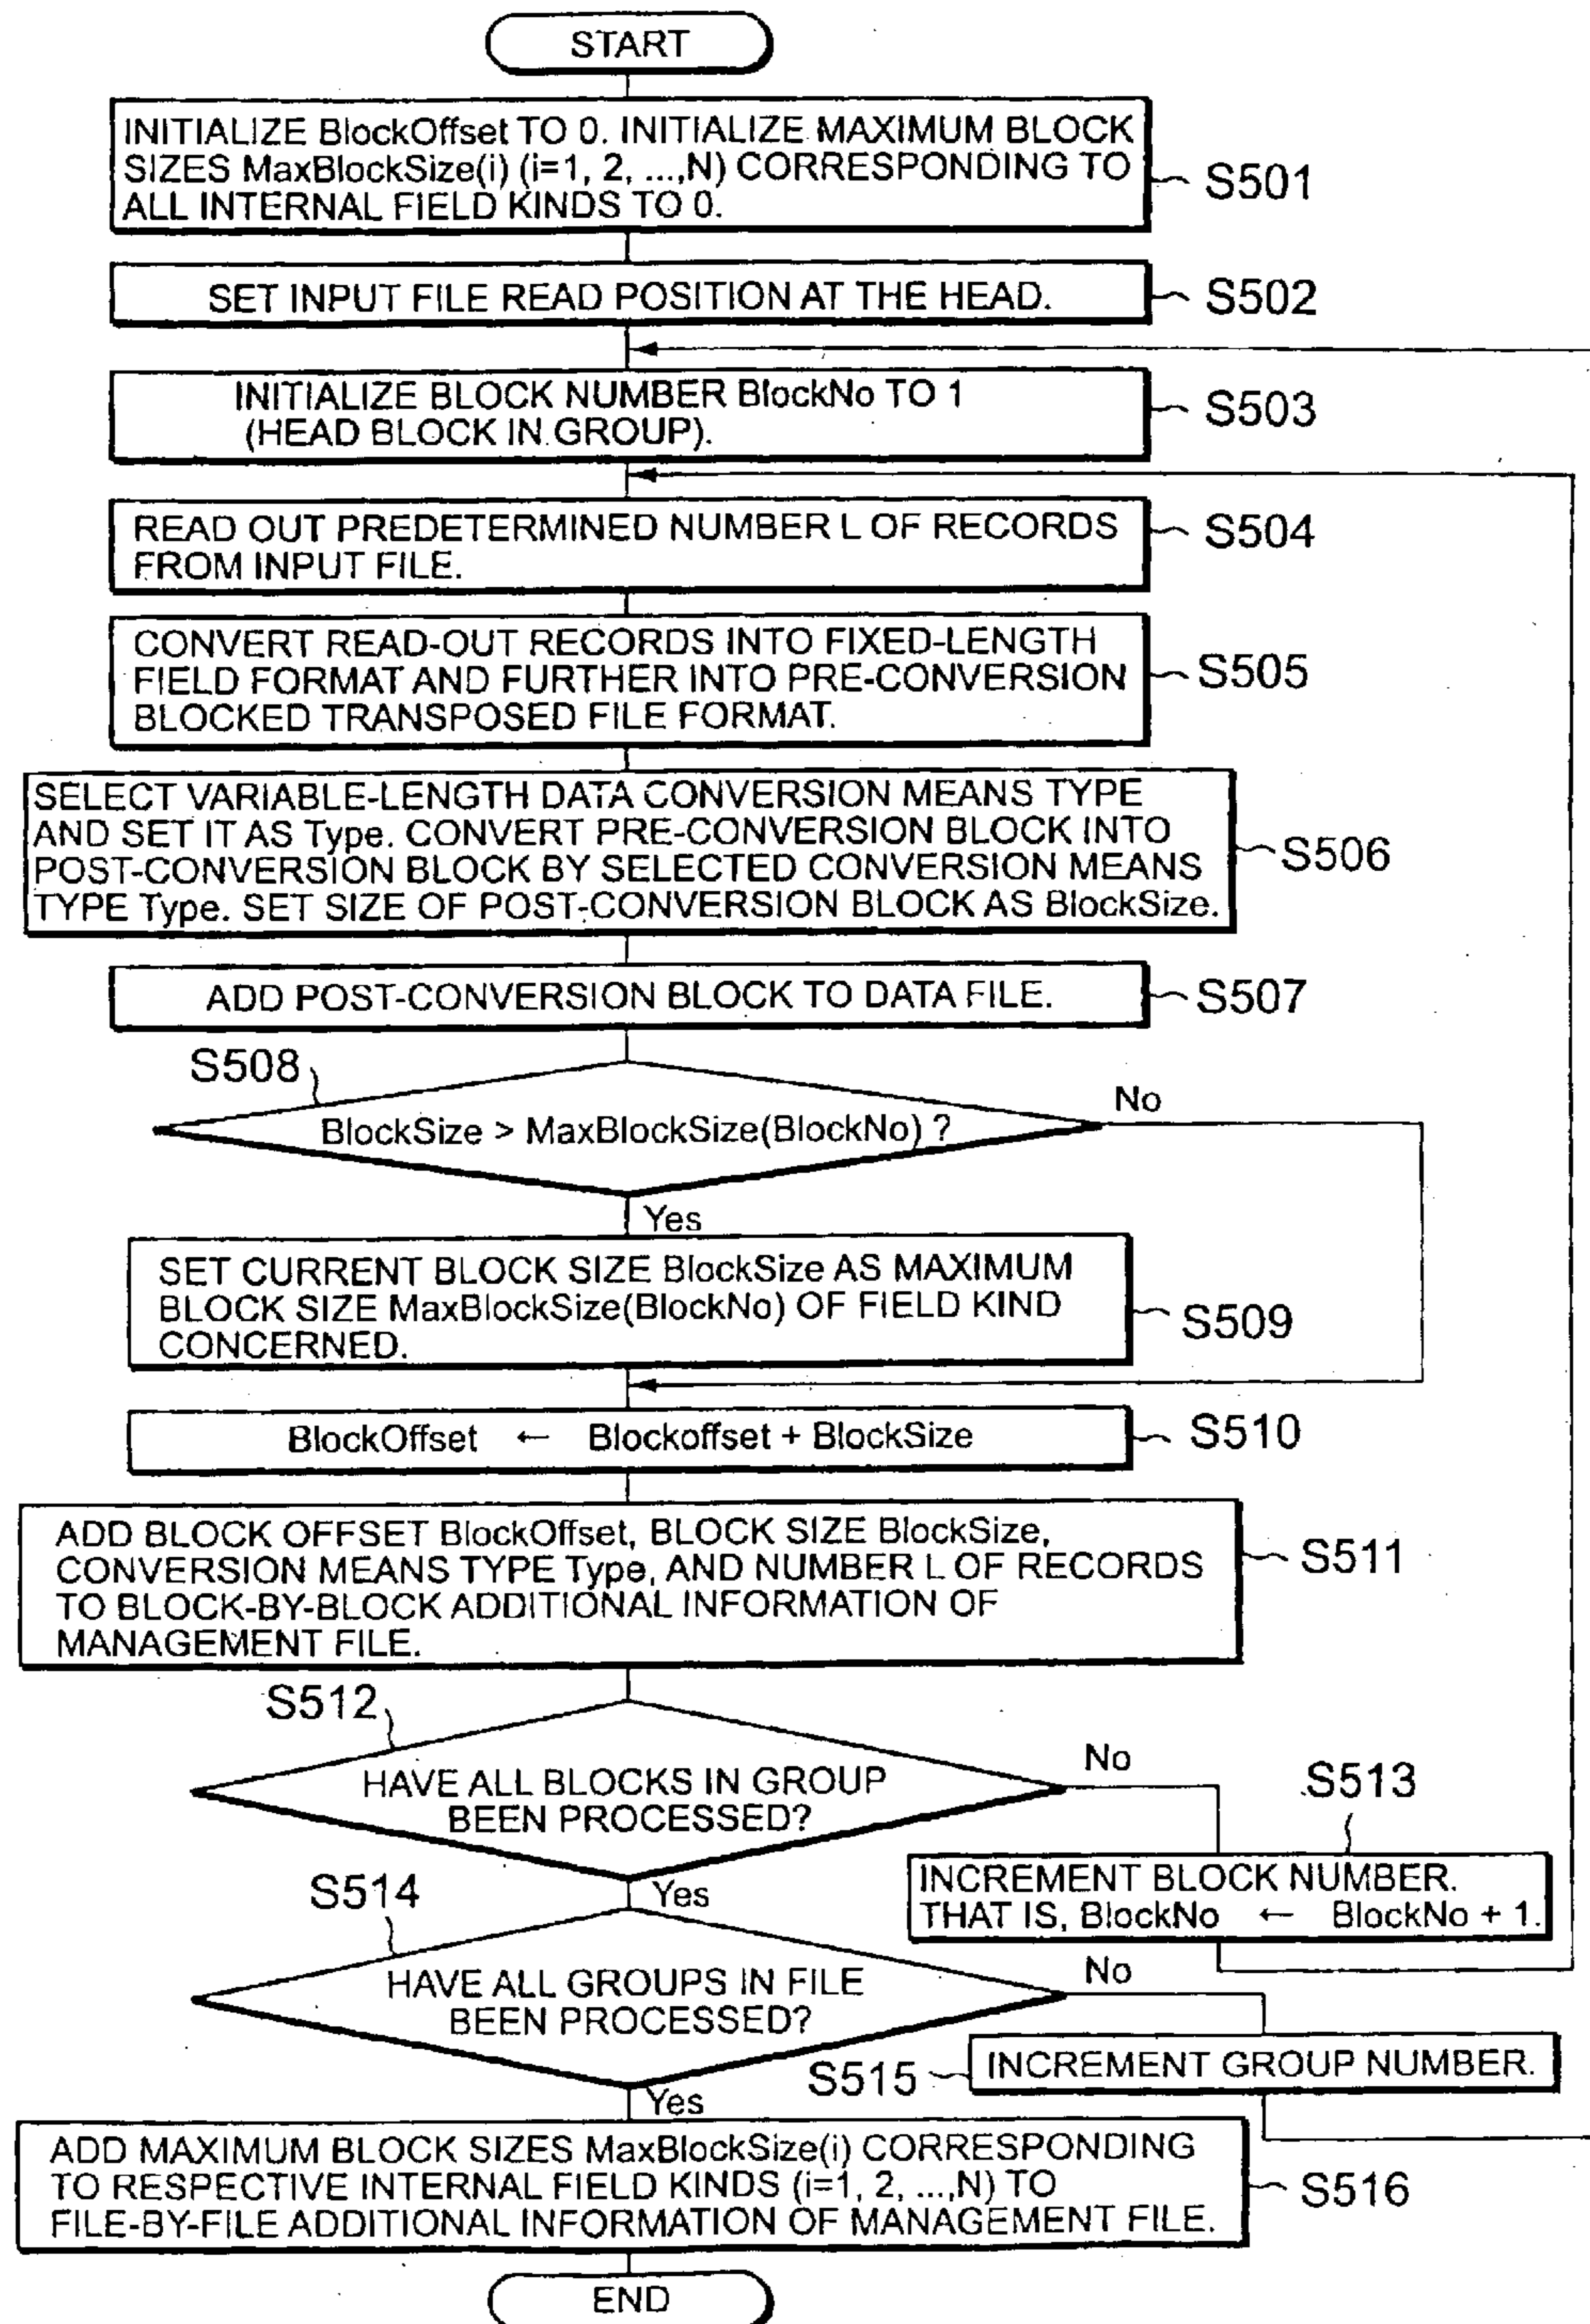 START
INITIALIZE BlockOffset TO 0. INITIALIZE MAXIMUM BLOCK
SIZES MaxBlockSize(i) (i=1, 2, ...,N) CORRESPONDING TO
ALL INTERNAL FIELD KINDS TO 0.
S501
SET INPUT FILE READ POSITION AT THE HEAD.
S502
INITIALIZE BLOCK NUMBER BlockNo TO 1
(HEAD BLOCK IN GROUP).
S503
READ OUT PREDETERMINED NUMBER L OF RECORDS
FROM INPUT FILE.
S504
CONVERT READ-OUT RECORDS INTO FIXED-LENGTH
FIELD FORMAT AND FURTHER INTO PRE-CONVERSION
BLOCKED TRANSPOSED FILE FORMAT.
S505
SELECT VARIABLE-LENGTH DATA CONVERSION MEANS TYPE
AND SET IT AS Type. CONVERT PRE-CONVERSION BLOCK INTO
POST-CONVERSION BLOCK BY SELECTED CONVERSION MEANS
TYPE Type. SET SIZE OF POST-CONVERSION BLOCK AS BlockSize.
S506
ADD POST-CONVERSION BLOCK TO DATA FILE.
S507
S508
BlockSize > MaxBlockSize(BlockNo) ?
No
Yes
SET CURRENT BLOCK SIZE BlockSize AS MAXIMUM
BLOCK SIZE MaxBlockSize(BlockNo) OF FIELD KIND
CONCERNED.
S509
BlockOffset ← Blockoffset + BlockSize
S510
ADD BLOCK OFFSET BlockOffset, BLOCK SIZE BlockSize,
CONVERSION MEANS TYPE Type, AND NUMBER L OF RECORDS
TO BLOCK-BY-BLOCK ADDITIONAL INFORMATION OF
MANAGEMENT FILE.
S511
S512
HAVE ALL BLOCKS IN GROUP
BEEN PROCESSED?
No
Yes
S513
INCREMENT BLOCK NUMBER.
THAT IS, BlockNo ← BlockNo + 1.
S514
HAVE ALL GROUPS IN FILE
BEEN PROCESSED?
No
Yes
S515
INCREMENT GROUP NUMBER.
ADD MAXIMUM BLOCK SIZES MaxBlockSize(i) CORRESPONDING
TO RESPECTIVE INTERNAL FIELD KINDS (i=1, 2, ...,N) TO
FILE-BY-FILE ADDITIONAL INFORMATION OF MANAGEMENT FILE.
S516
END